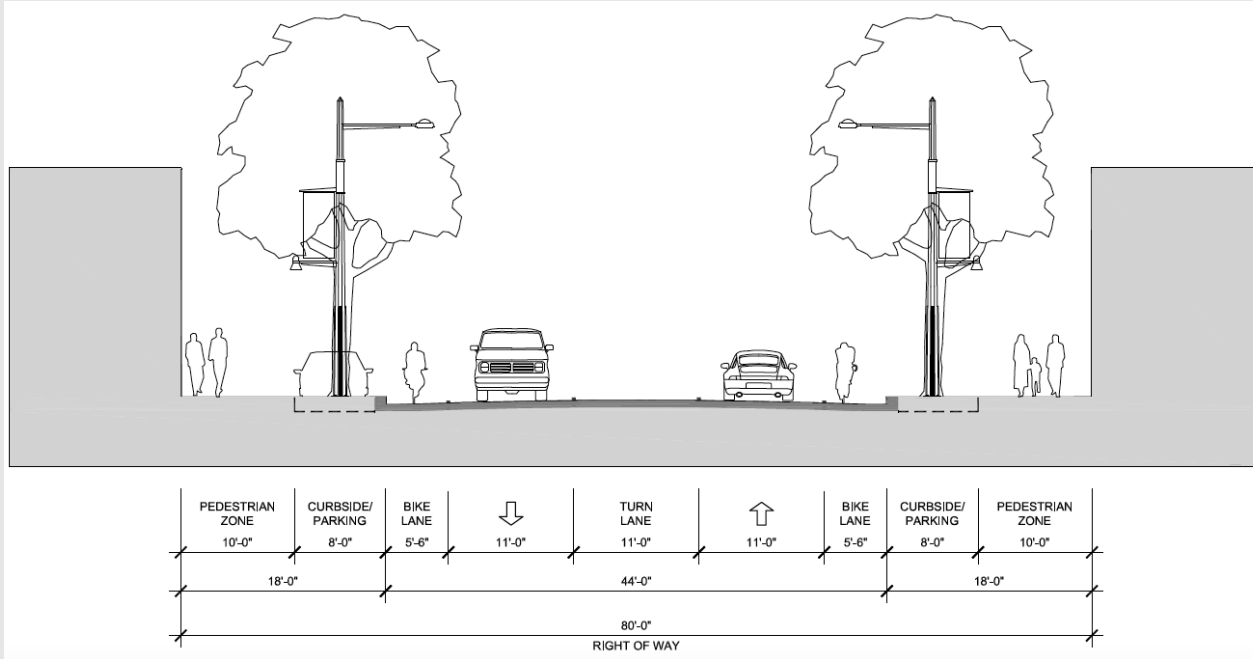 PEDESTRIAN
ZONE
10'-0"
CURBSIDE/
PARKING
8'-0"
BIKE
LANE
5'-6"
11'-0"
TURN
LANE
11'-0"
11'-0"
BIKE
LANE
5'-6"
CURBSIDE/
PARKING
8'-0"
PEDESTRIAN
ZONE
10'-0"
18'-0"
44'-0"
18'-0"
80'-0"
RIGHT OF WAY